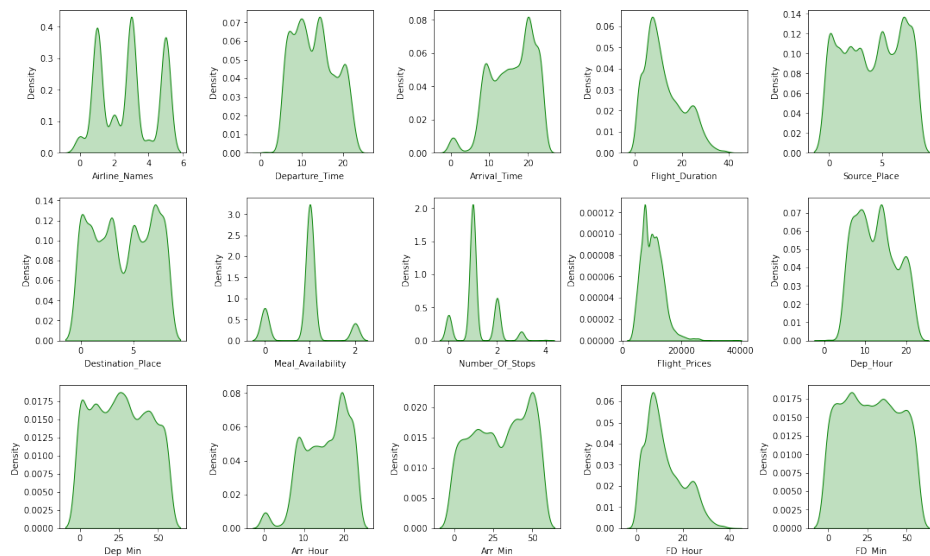 0.4
0.3
0.2
0.1
0.0
Density
0 2 4 6
Airline_Names
0.07
0.06
0.05
0.04
0.03
0.02
0.01
0.00
Density
0 10 20
Departure_Time
0.08
0.06
0.04
0.02
0.00
Density
0 10 20
Arrival_Time
0.06
0.05
0.04
0.03
0.02
0.01
0.00
Density
0 20 40
Flight_Duration
0.14
0.12
0.10
0.08
0.06
0.04
0.02
0.00
Density
0 5
Source_Place
0.14
0.12
0.10
0.08
0.06
0.04
0.02
0.00
Density
0 5
Destination_Place
3.0
2.5
2.0
1.5
1.0
0.5
0.0
Density
0 1 2
Meal_Availability
2.0
1.5
1.0
0.5
0.0
Density
0 2 4
Number_Of_Stops
0.00012
0.00010
0.00008
0.00006
0.00004
0.00002
0.00000
Density
0 20000 40000
Flight_Prices
0.07
0.06
0.05
0.04
0.03
0.02
0.01
0.00
Density
0 10 20
Dep_Hour
0.0175
0.0150
0.0125
0.0100
0.0075
0.0050
0.0025
0.0000
Density
0 25 50
Dep_Min
0.08
0.06
0.04
0.02
0.00
Density
0 10 20
Arr_Hour
0.020
0.015
0.010
0.005
0.000
Density
0 25 50
Arr_Min
0.06
0.05
0.04
0.03
0.02
0.01
0.00
Density
0 20 40
FD_Hour
0.0175
0.0150
0.0125
0.0100
0.0075
0.0050
0.0025
0.0000
Density
0 25 50
FD_Min